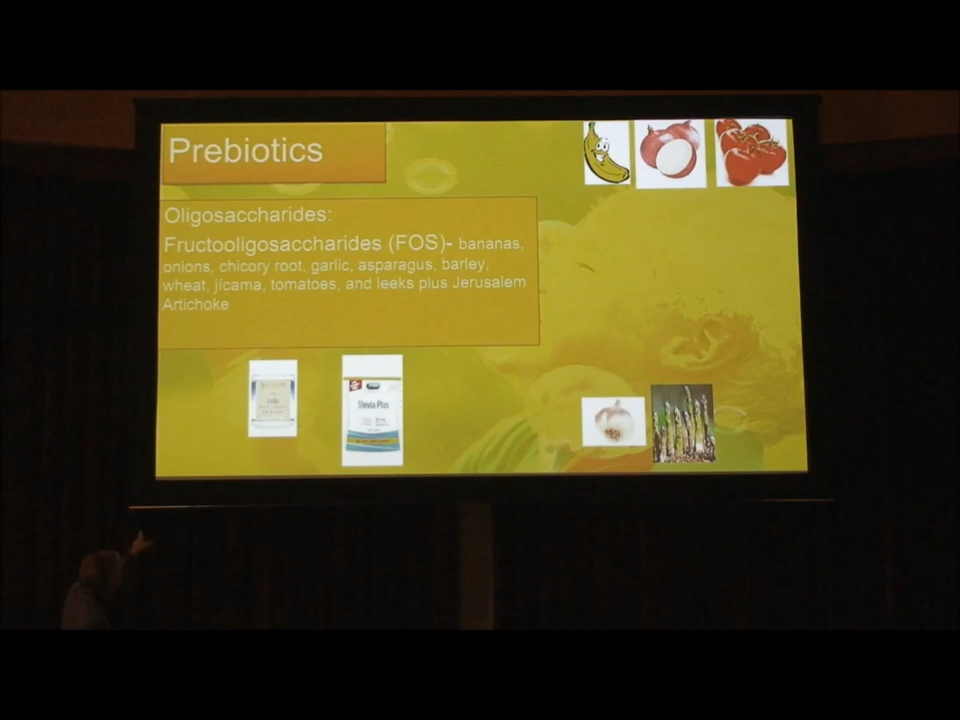 Prebiotics
Oligosaccharides:
Fructooligosaccharides (FOS)- bananas,
onions, chicory root, garlic, asparagus, barley,
wheat, jícama, tomatoes, and leeks plus Jerusalem
Artichoke
Stevia Plus